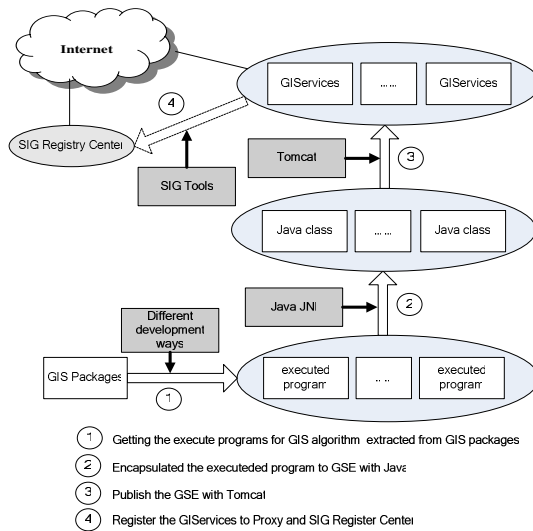 Internet
GIServices
... ...
GIServices
4
SIG Registry Center
Tomcat
3
SIG Tools
Java class
... ...
Java class
Java JNI
2
Different
development
ways
GIS Packages
1
executed
program
... ...
executed
program
1 Getting the execute programs for GIS algorithm extracted from GIS packages
2 Encapsulated the executeded program to GSE with Java
3 Publish the GSE with Tomcat
4 Register the GIServices to Proxy and SIG Register Center